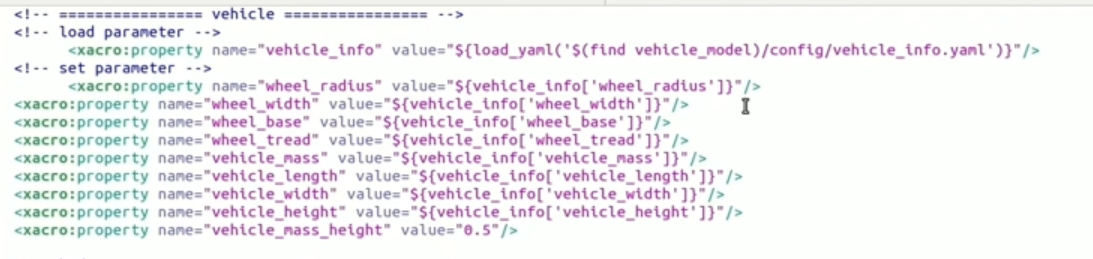 <!-- ================ vehicle ================ -->
<!-- load parameter -->
<xacro:property name="vehicle_info" value="${load_yaml('$(find vehicle_model)/config/vehicle_info.yaml')}"/>
<!-- set parameter -->
<xacro:property name="wheel_radius" value="${vehicle_info['wheel_radius']}"/>
<xacro:property name="wheel_width" value="${vehicle_info['wheel_width']}"/>
<xacro:property name="wheel_base" value="${vehicle_info['wheel_base']}"/>
<xacro:property name="wheel_tread" value="${vehicle_info['wheel_tread']}"/>
<xacro:property name="vehicle_mass" value="${vehicle_info['vehicle_mass']}"/>
<xacro:property name="vehicle_length" value="${vehicle_info['vehicle_length']}"/>
<xacro:property name="vehicle_width" value="${vehicle_info['vehicle_width']}"/>
<xacro:property name="vehicle_height" value="${vehicle_info['vehicle_height']}"/>
<xacro:property name="vehicle_mass_height" value="0.5"/>